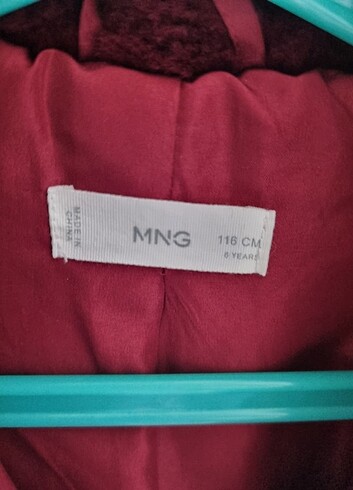 MADE IN
CHINA
MNG
116 CM
6 YEARS